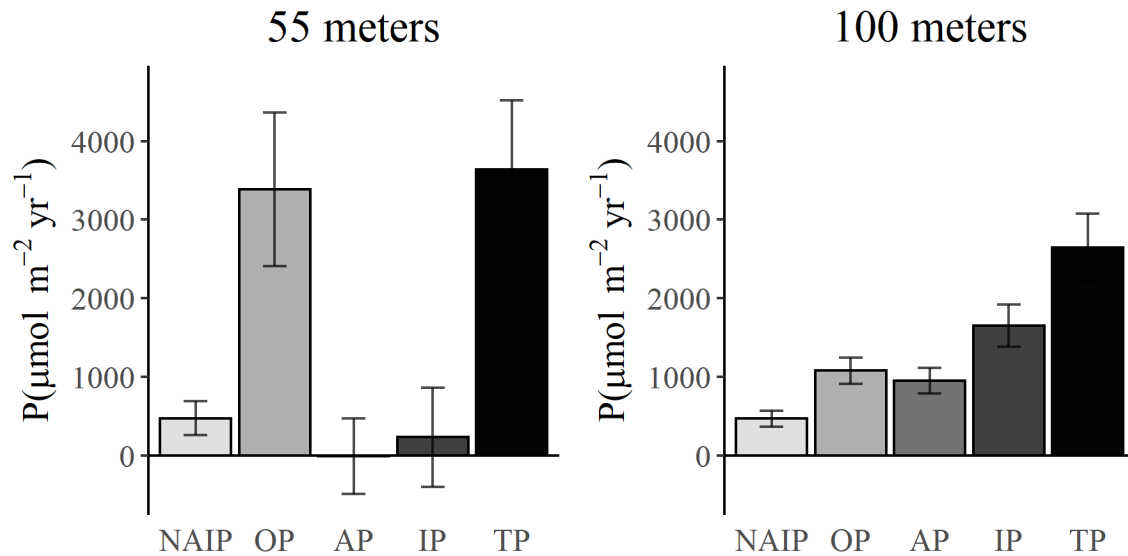 55 meters
P(μmol m⁻² yr⁻¹)
4000
3000
2000
1000
0
NAIP OP AP IP TP
100 meters
P(μmol m⁻² yr⁻¹)
4000
3000
2000
1000
0
NAIP OP AP IP TP